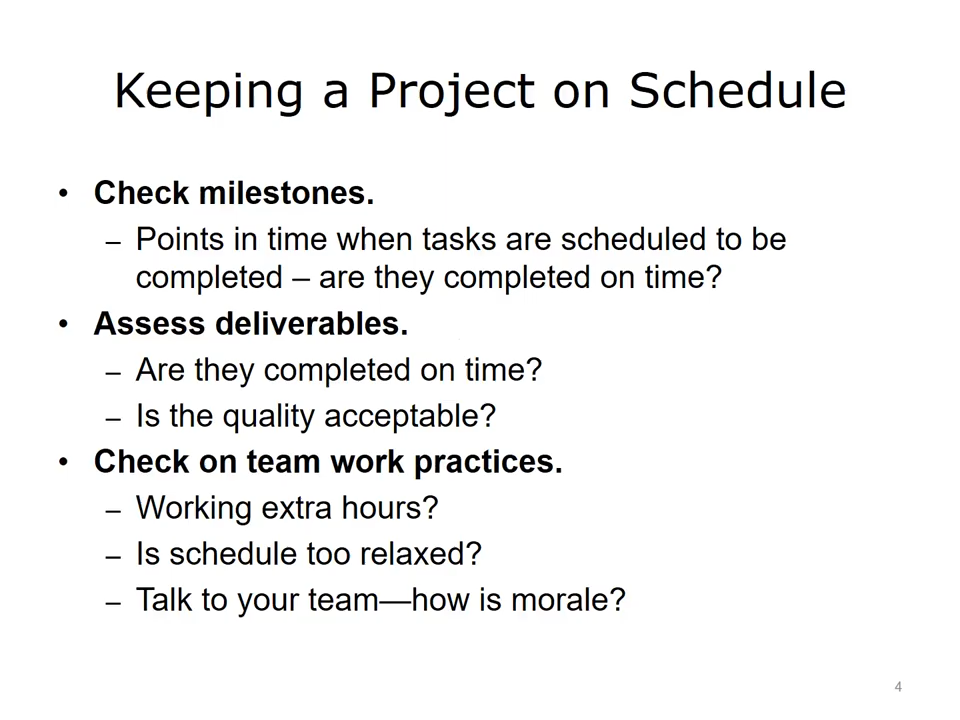 Keeping a Project on Schedule
• Check milestones.
– Points in time when tasks are scheduled to be
completed – are they completed on time?
• Assess deliverables.
– Are they completed on time?
– Is the quality acceptable?
• Check on team work practices.
– Working extra hours?
– Is schedule too relaxed?
– Talk to your team—how is morale?
4